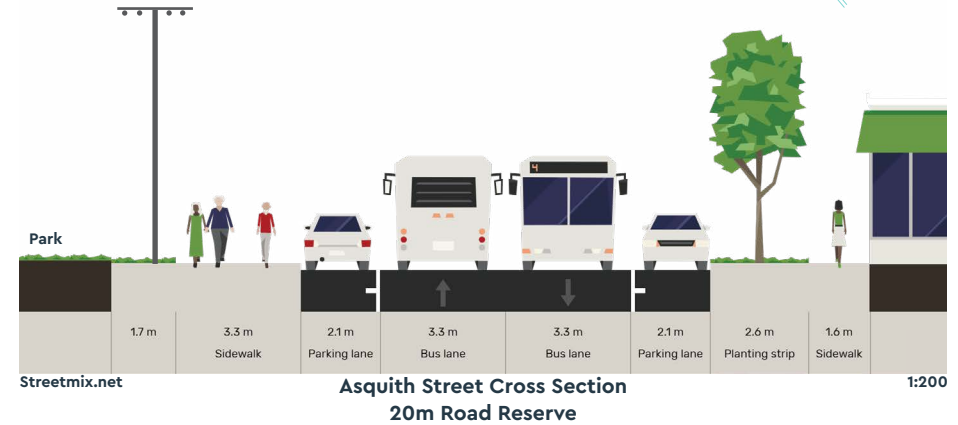 4
Park
1.7 m
3.3 m
2.1 m
3.3 m
3.3 m
2.1 m
2.6 m
1.6 m
Sidewalk
Parking lane
Bus lane
Bus lane
Parking lane
Planting strip
Sidewalk
Streetmix.net
Asquith Street Cross Section
1:200
20m Road Reserve